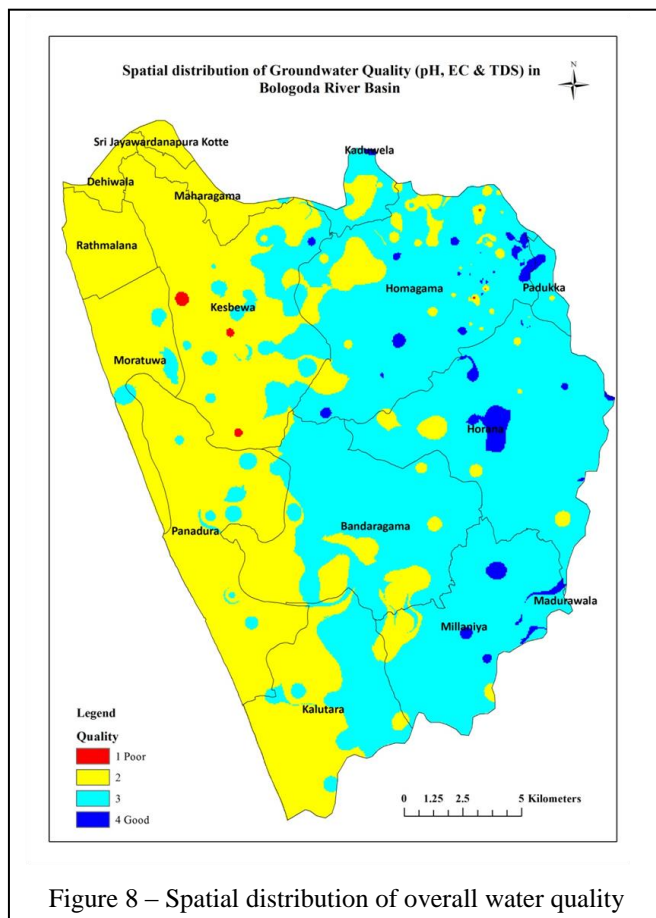 Spatial distribution of Groundwater Quality (pH, EC & TDS) in
Bologoda River Basin
N
Sri Jayawardanapura Kotte
Kaduwela
Dehiwala
Maharagama
Rathmalana
Homagama
Padukka
Kesbewa
Moratuwa
Horana
Panadura
Bandaragama
Madurawala
Millaniya
Kalutara
Legend
Quality
1 Poor
2
3
4 Good
0 1.25 2.5 5 Kilometers
Figure 8 – Spatial distribution of overall water quality